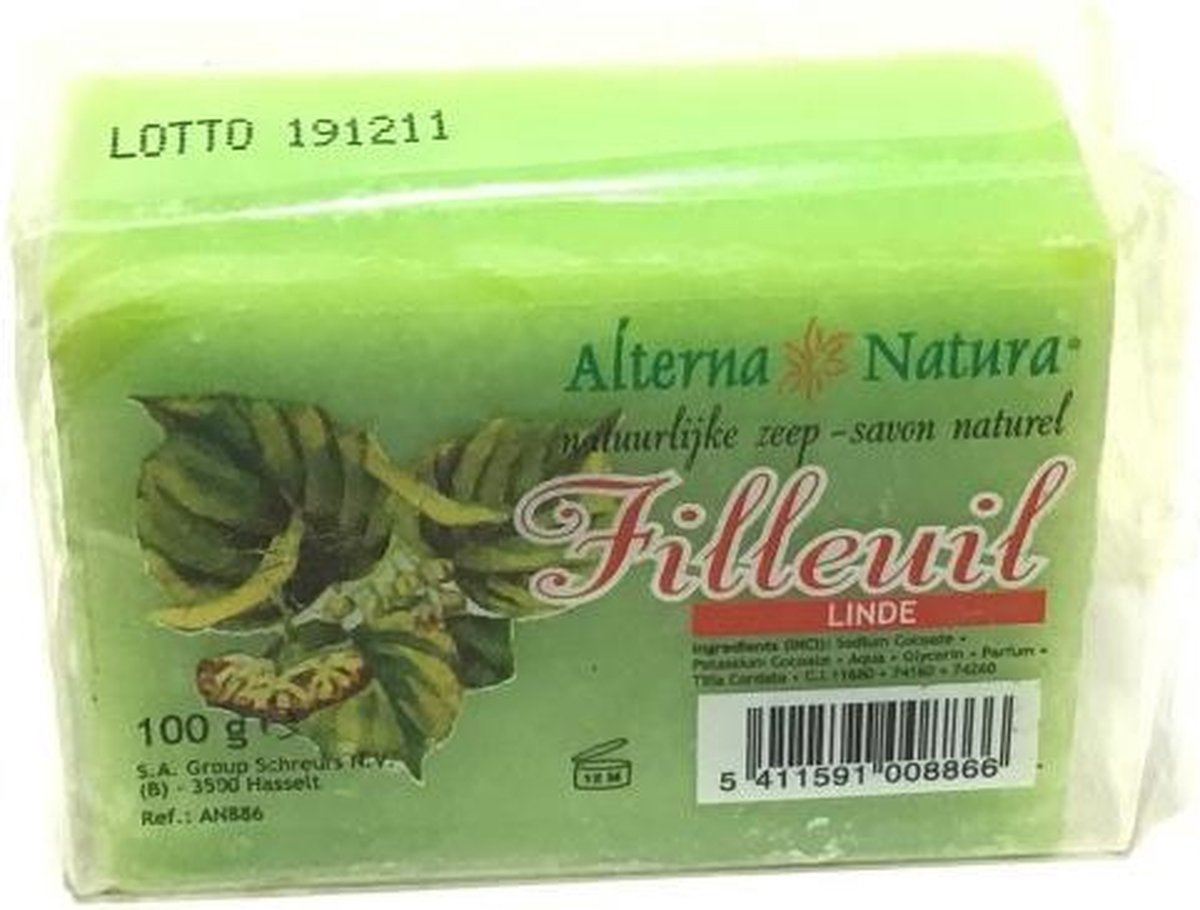 LOTTO 191211
Alterna Natura®
natuurlijke zeep - savon naturel
Filleuil
LINDE
Ingredients (INCI): Sodium Cocoate •
Potassium Cocoate • Aqua • Glycerin • Parfum •
Tilia Cordata • C.I. 11680 • 74160 • 74260
100 g
S.A. Group Schreurs N.V.
(B) - 3500 Hasselt
Ref.: AN886
12 M
5 411591 008866